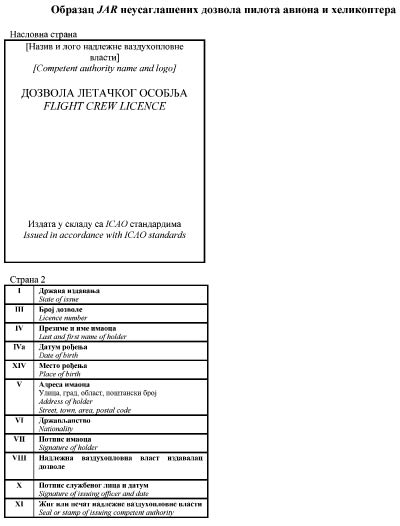 Образац JAR неусаглашених дозвола пилота авиона и хеликоптера
Насловна страна
[Назив и лого надлежне ваздухопловне
власти]
[Competent authority name and logo]
ДОЗВОЛА ЛЕТАЧКОГ ОСОБЉА
FLIGHT CREW LICENCE
Издата у складу са ICAO стандардима
Issued in accordance with ICAO standards
Страна 2
I Држава издавања
State of issue
III Број дозволе
Licence number
IV Презиме и име имаоца
Last and first name of holder
IVa Датум рођења
Date of birth
XIV Место рођења
Place of birth
V Адреса имаоца
Улица, град, област, поштански број
Address of holder
Street, town, area, postal code
VI Држављанство
Nationality
VII Потпис имаоца
Signature of holder
VIII Надлежна ваздухопловна власт издавалац
дозволе
X Потпис службеног лица и датум
Signature of issuing officer and date
XI Жиг или печат надлежне ваздухопловне власти
Seal or stamp of issuing competent authority